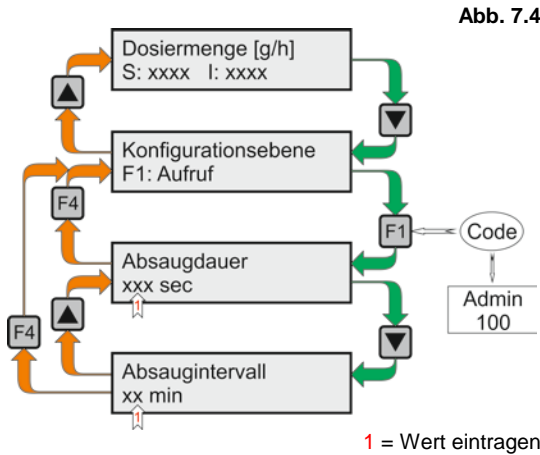 Abb. 7.4
Dosiermenge [g/h]
S: xxxx I: xxxx
Konfigurationsebene
F1: Aufruf
F4
F1
Code
Absaugdauer
xxx sec
1
Admin
100
F4
Absaugintervall
xx min
1
1 = Wert eintragen